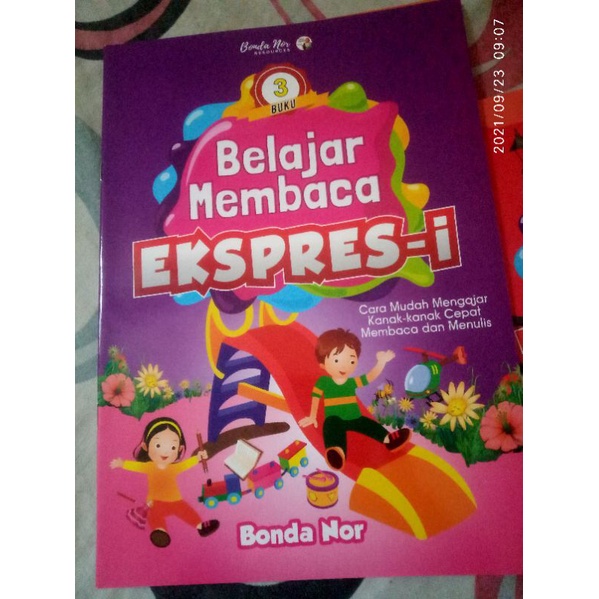 Bonda Nor
RESOURCES
3
BUKU
Belajar
Membaca
EKSPRES-i
Cara Mudah Mengajar
Kanak-kanak Cepat
Membaca dan Menulis
Bonda Nor
2021/09/23 09:07